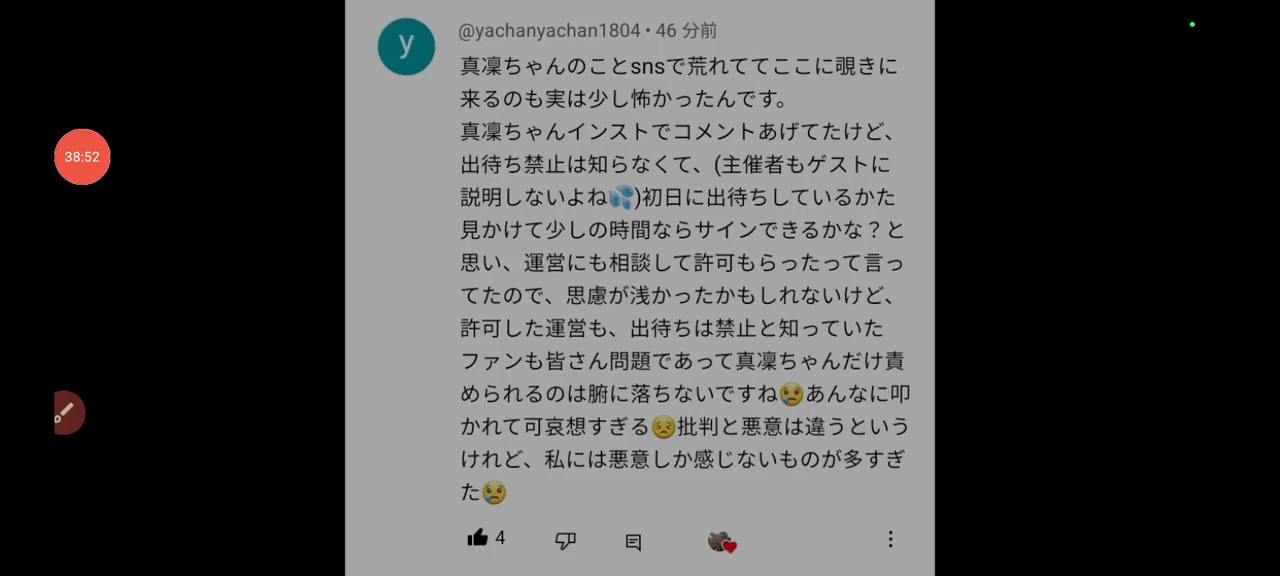 @yachanyachan1804 • 46 分前
真凜ちゃんのことsnsで荒れててここに覗きに
来るのも実は少し怖かったんです。
真凜ちゃんインストでコメントあげてたけど、
出待ち禁止は知らなくて、(主催者もゲストに
説明しないよね💦)初日に出待ちしているかた
見かけて少しの時間ならサインできるかな？と
思い、運営にも相談して許可もらったって言っ
てたので、思慮が浅かったかもしれないけど、
許可した運営も、出待ちは禁止と知っていた
ファンも皆さん問題であって真凜ちゃんだけ責
められるのは腑に落ちないですね😢あんなに叩
かれて可哀想すぎる😣批判と悪意は違うという
けれど、私には悪意しか感じないものが多すぎ
た😢
4
38:52
y